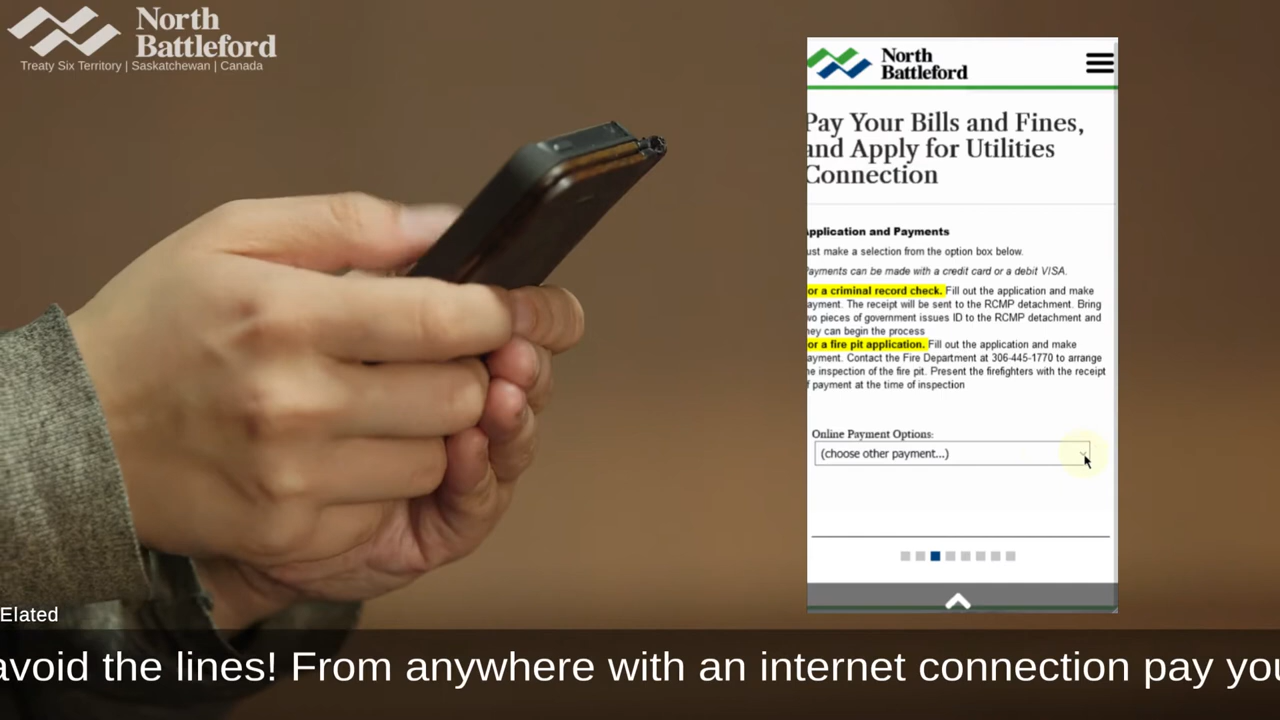 North
Battleford
Treaty Six Territory | Saskatchewan | Canada
North
Battleford
Pay Your Bills and Fines,
and Apply for Utilities
Connection
Application and Payments
ust make a selection from the option box below.
Payments can be made with a credit card or a debit VISA.
or a criminal record check. Fill out the application and make
ayment. The receipt will be sent to the RCMP detachment. Bring
wo pieces of government issues ID to the RCMP detachment and
hey can begin the process
or a fire pit application. Fill out the application and make
ayment. Contact the Fire Department at 306-445-1770 to arrange
he inspection of the fire pit. Present the firefighters with the receipt
f payment at the time of inspection
Online Payment Options:
(choose other payment...)
Elated
avoid the lines! From anywhere with an internet connection pay you